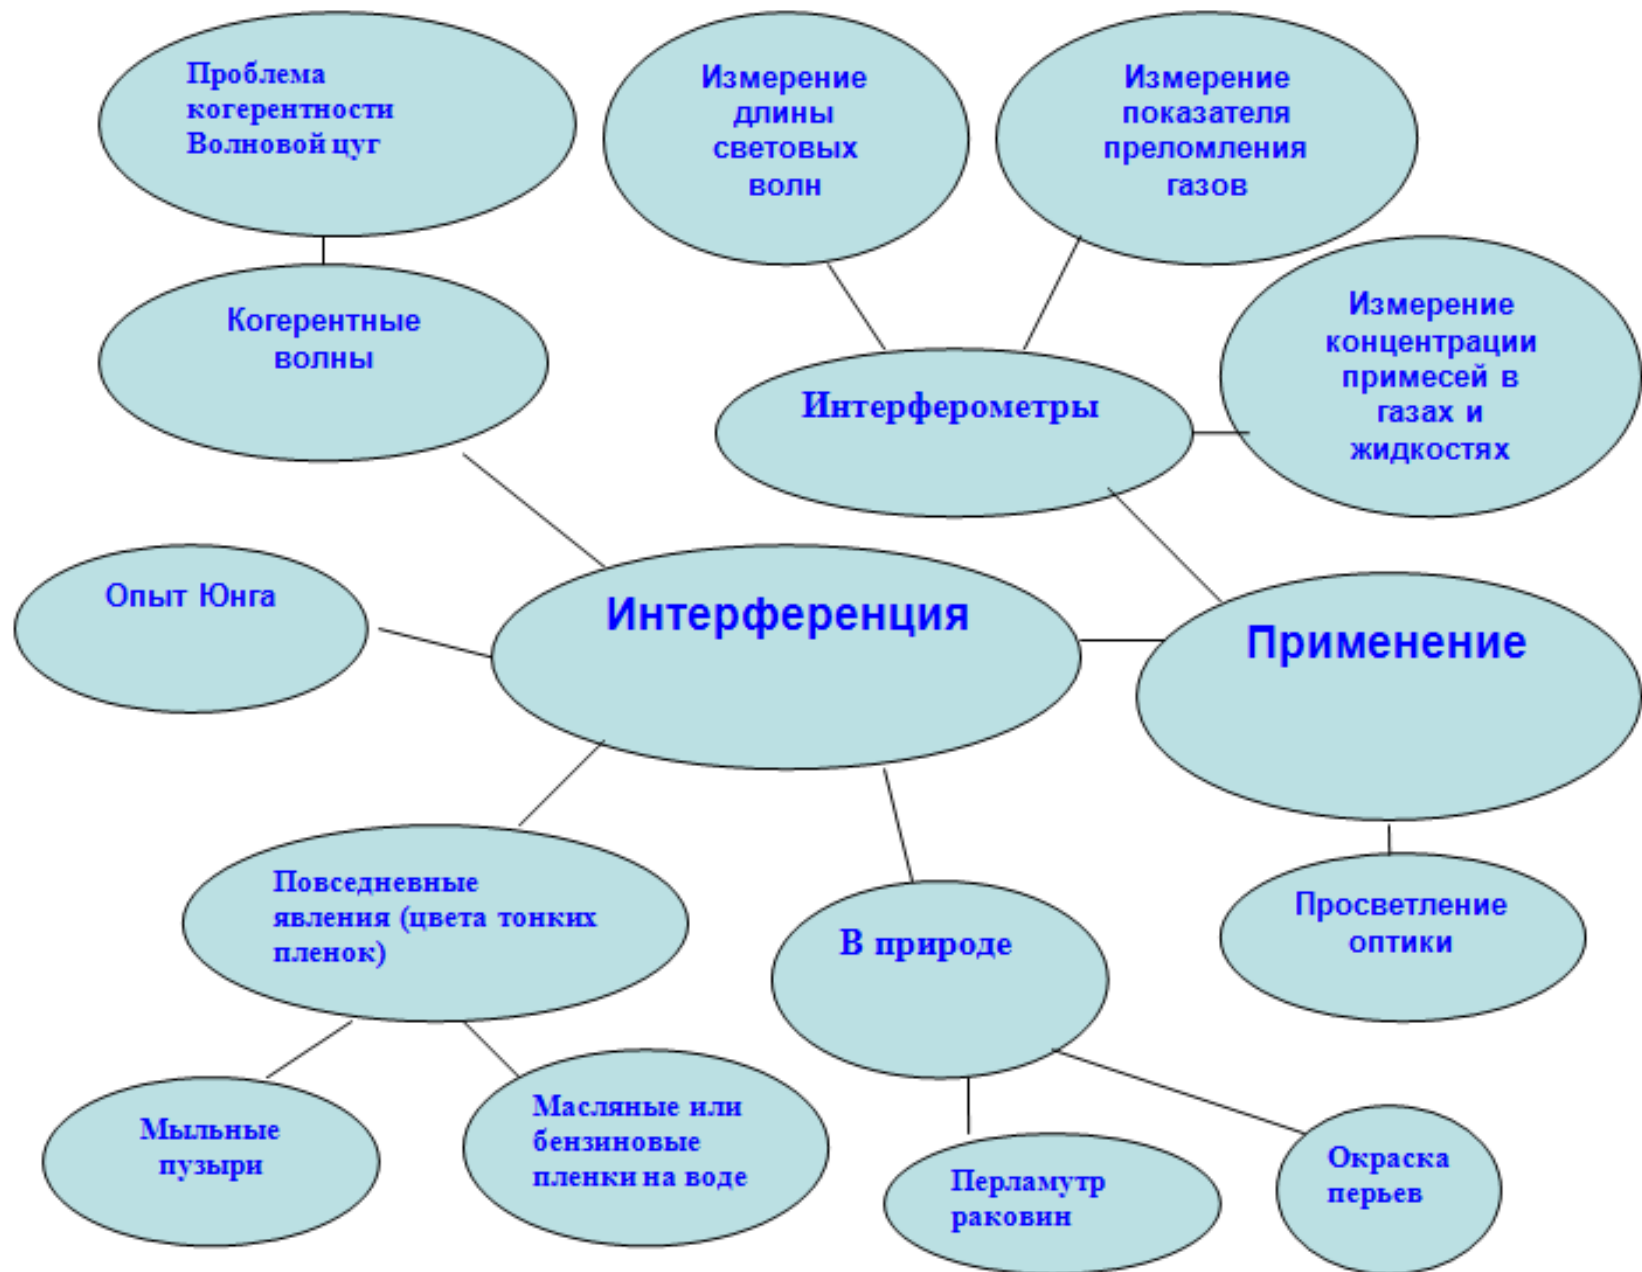 Проблема
когерентности
Волновой цуг
Измерение
длины
световых
волн
Измерение
показателя
преломления
газов
Когерентные
волны
Интерферометры
Измерение
концентрации
примесей в
газах и
жидкостях
Опыт Юнга
Интерференция
Применение
Повседневные
явления (цвета тонких
пленок)
В природе
Просветление
оптики
Мыльные
пузыри
Масляные или
бензиновые
пленки на воде
Перламутр
раковин
Окраска
перьев